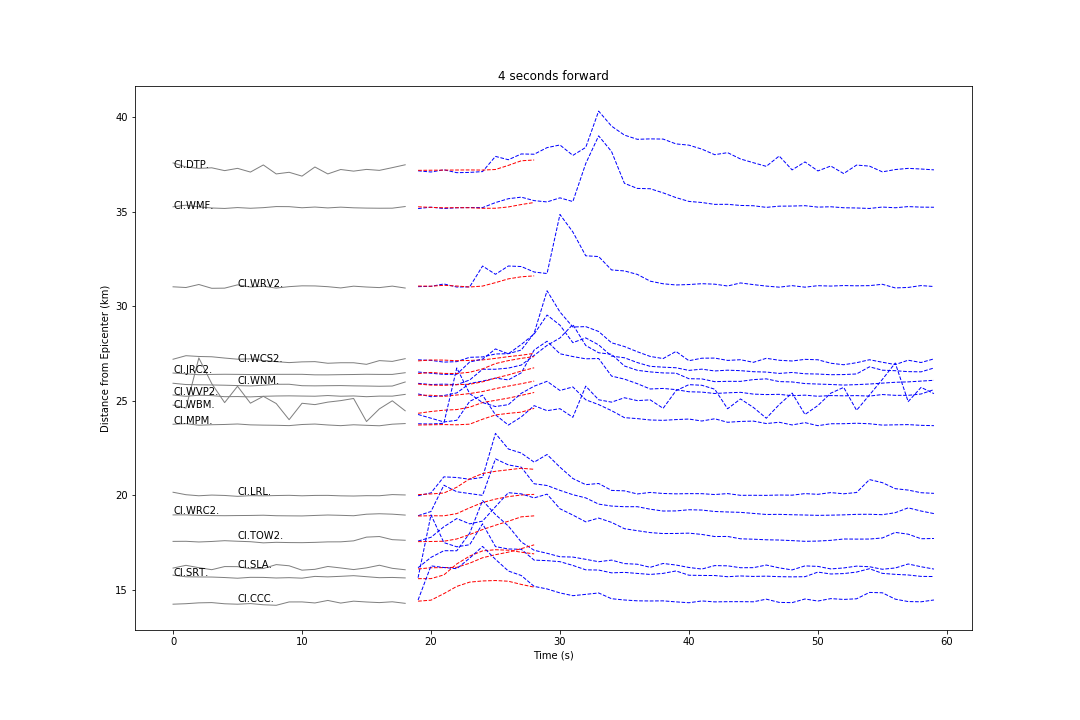 4 seconds forward
Distance from Epicenter (km)
40
35
30
25
20
15
CI.DTP.
CI.WMF.
CI.WRV2.
CI.WCS2.
CI.JRC2.
CI.WNM.
CI.WVP2.
CI.WBM.
CI.MPM.
CI.LRL.
CI.WRC2.
CI.TOW2.
CI.SLA.
CI.SRT.
CI.CCC.
0 10 20 30 40 50 60
Time (s)